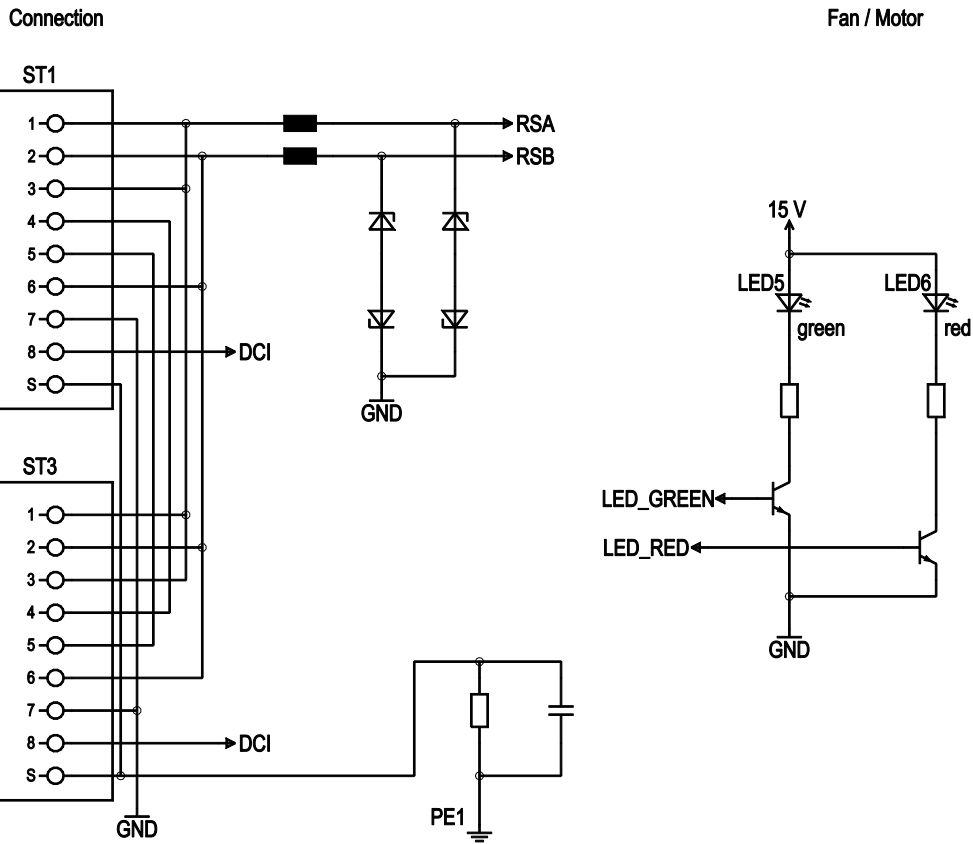 Connection
Fan / Motor
ST1
1
RSA
2
RSB
3
4
5
6
7
8
DCI
S
GND
15 V
LED5
LED6
green
red
ST3
1
2
3
4
5
6
7
8
DCI
S
GND
LED_GREEN
LED_RED
GND
PE1